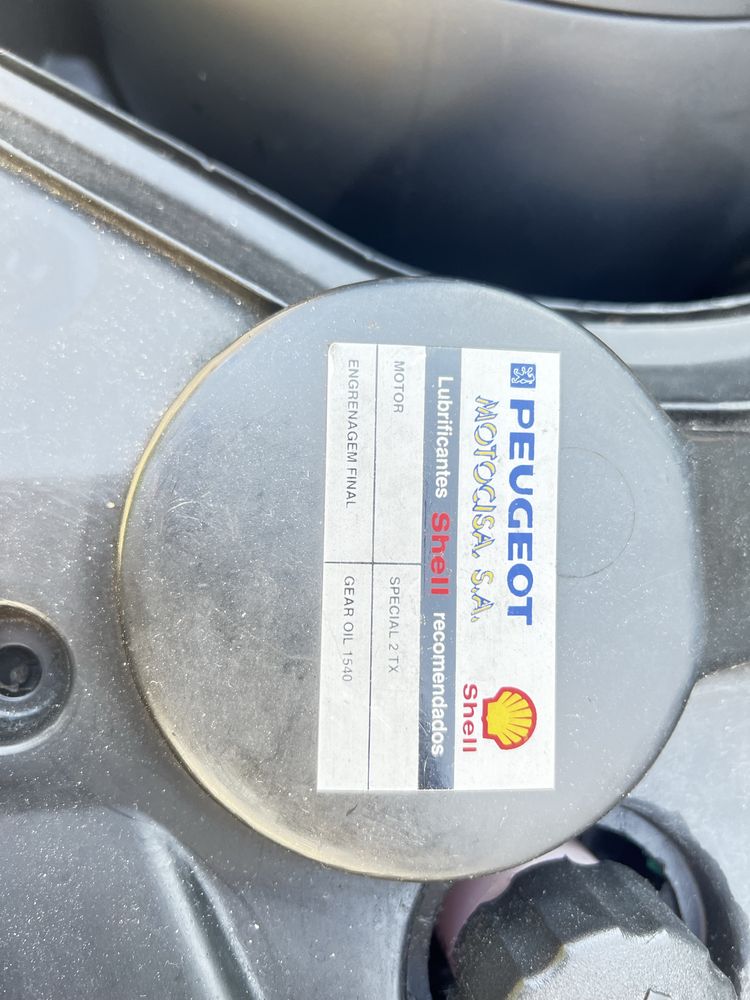 PEUGEOT
MOTOCISA, S.A.
Shell
Lubrificantes Shell recomendados
MOTOR SPECIAL 2 TX
ENGRENAGEM FINAL GEAR OIL 1540